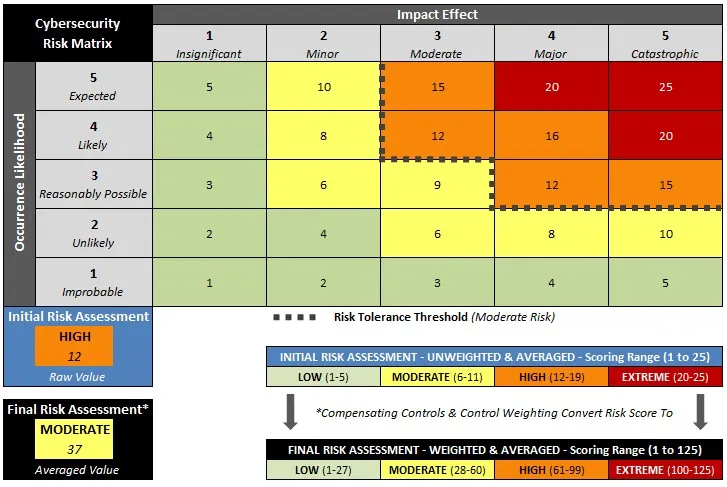 Cybersecurity
Risk Matrix
Impact Effect
1
Insignificant
2
Minor
3
Moderate
4
Major
5
Catastrophic
Occurrence Likelihood
5
Expected
5
10
15
20
25
4
Likely
4
8
12
16
20
3
Reasonably Possible
3
6
9
12
15
2
Unlikely
2
4
6
8
10
1
Improbable
1
2
3
4
5
Initial Risk Assessment
HIGH
12
Raw Value
Risk Tolerance Threshold (Moderate Risk)
INITIAL RISK ASSESSMENT - UNWEIGHTED & AVERAGED - Scoring Range (1 to 25)
LOW (1-5)
MODERATE (6-11)
HIGH (12-19)
EXTREME (20-25)
*Compensating Controls & Control Weighting Convert Risk Score To
Final Risk Assessment*
MODERATE
37
Averaged Value
FINAL RISK ASSESSMENT - WEIGHTED & AVERAGED - Scoring Range (1 to 125)
LOW (1-27)
MODERATE (28-60)
HIGH (61-99)
EXTREME (100-125)